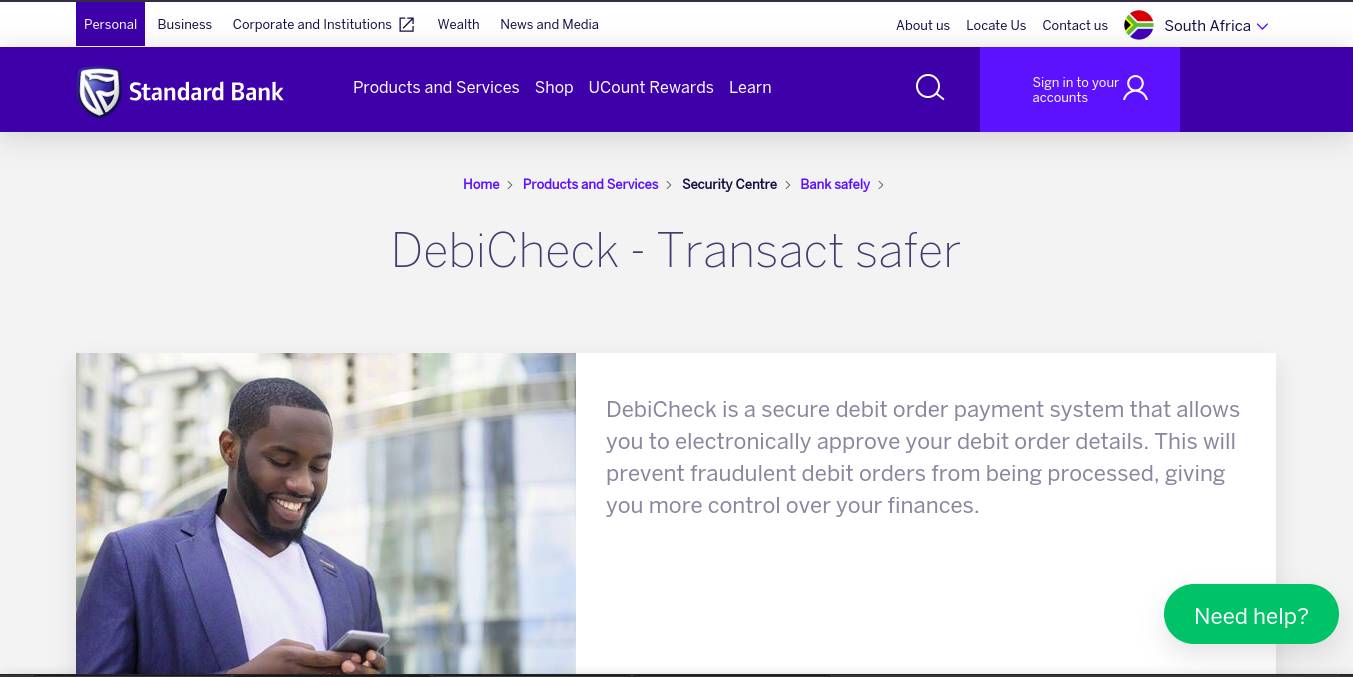 Personal Business Corporate and Institutions Wealth News and Media About us Locate Us Contact us South Africa
Standard Bank Products and Services Shop UCount Rewards Learn Sign in to your
accounts
Home Products and Services Security Centre Bank safely
DebiCheck - Transact safer
DebiCheck is a secure debit order payment system that allows
you to electronically approve your debit order details. This will
prevent fraudulent debit orders from being processed, giving
you more control over your finances.
Need help?